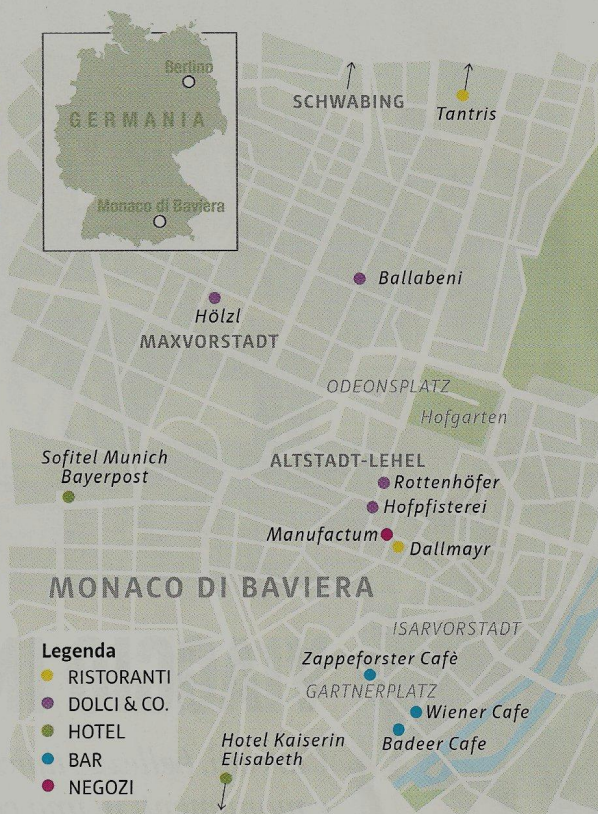 Berlino
GERMANIA
Monaco di Baviera
SCHWABING
Tantris
Ballabeni
Hölzl
MAXVORSTADT
ODEONSPLATZ
Hofgarten
Sofitel Munich
Bayerpost
ALTSTADT-LEHEL
Rottenhöfer
Hofpfisterei
Manufactum
Dallmayr
MONACO DI BAVIERA
ISARVORSTADT
Zappeforster Cafè
GARTNERPLATZ
Wiener Cafe
Badeer Cafe
Hotel Kaiserin
Elisabeth
Legenda
RISTORANTI
DOLCI & CO.
HOTEL
BAR
NEGOZI